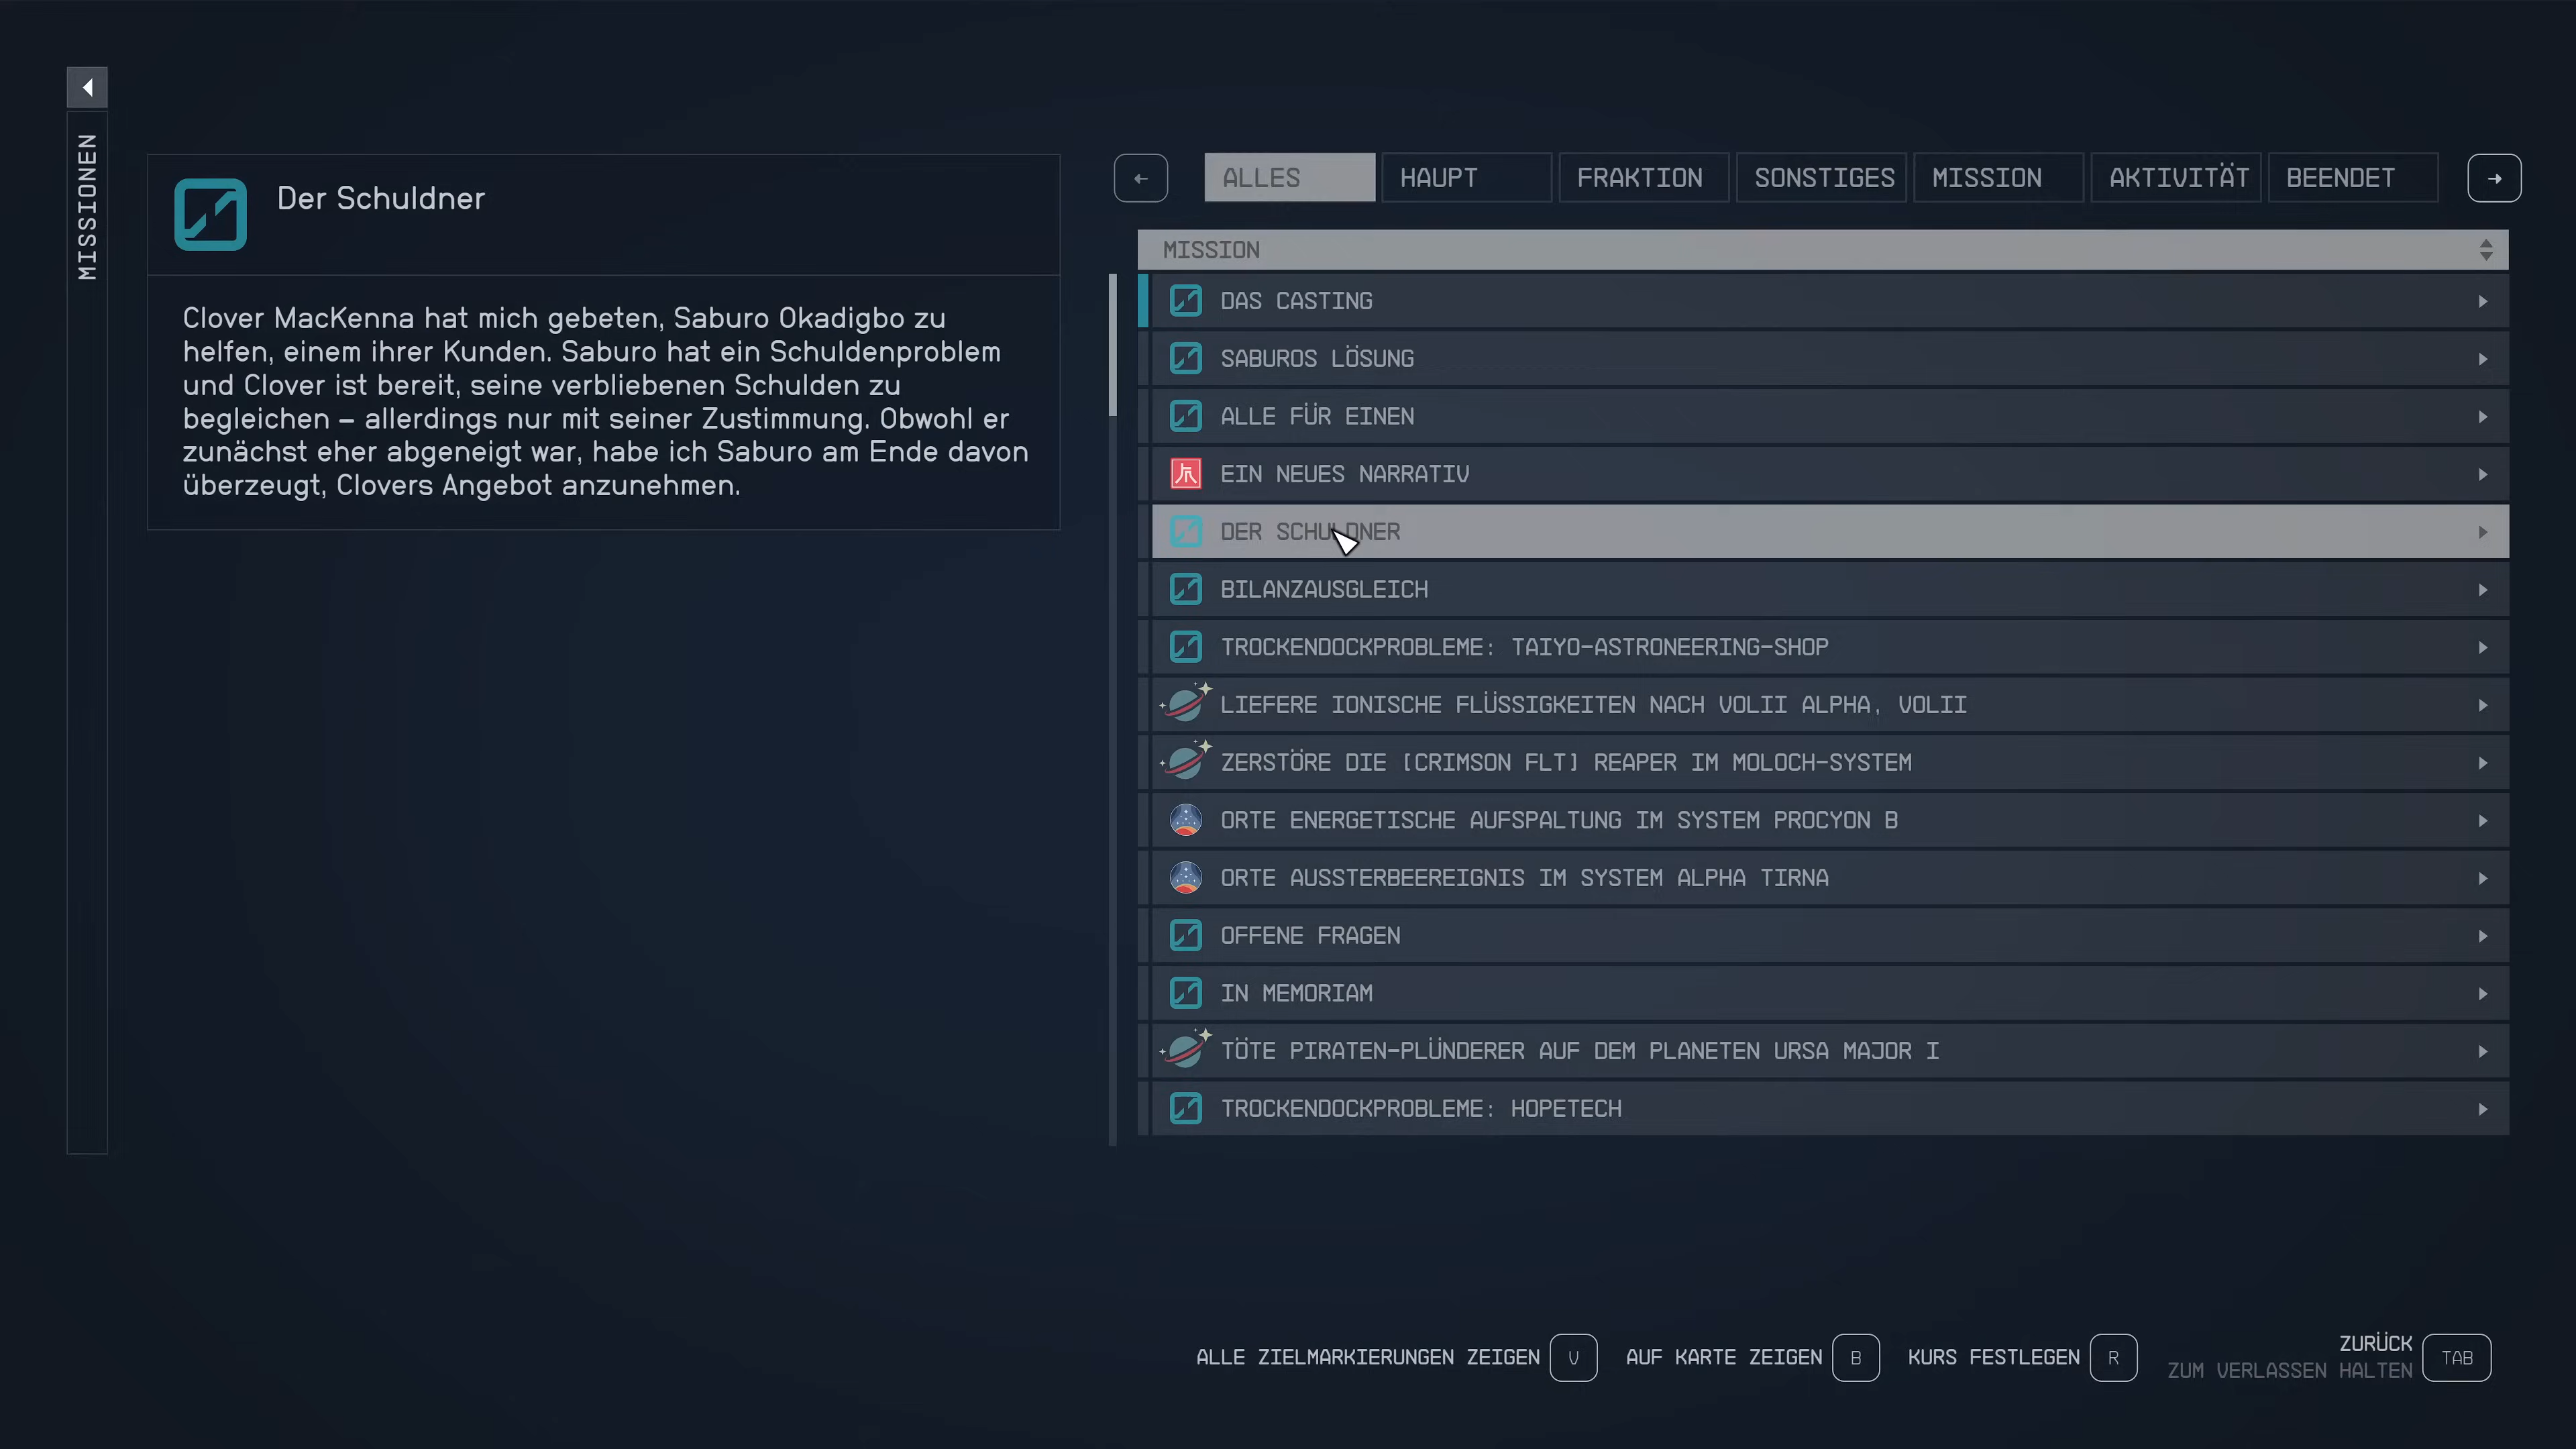 MISSIONEN
Der Schuldner
Clover MacKenna hat mich gebeten, Saburo Okadigbo zu
helfen, einem ihrer Kunden. Saburo hat ein Schuldenproblem
und Clover ist bereit, seine verbliebenen Schulden zu
begleichen – allerdings nur mit seiner Zustimmung. Obwohl er
zunächst eher abgeneigt war, habe ich Saburo am Ende davon
überzeugt, Clovers Angebot anzunehmen.
ALLES HAUPT FRAKTION SONSTIGES MISSION AKTIVITÄT BEENDET
MISSION
DAS CASTING
SABUROS LÖSUNG
ALLE FÜR EINEN
EIN NEUES NARRATIV
DER SCHULDNER
BILANZAUSGLEICH
TROCKENDOCKPROBLEME: TAIYO-ASTRONEERING-SHOP
LIEFERE IONISCHE FLÜSSIGKEITEN NACH VOLII ALPHA, VOLII
ZERSTÖRE DIE [CRIMSON FLT] REAPER IM MOLOCH-SYSTEM
ORTE ENERGETISCHE AUFSPALTUNG IM SYSTEM PROCYON B
ORTE AUSSTERBEEREIGNIS IM SYSTEM ALPHA TIRNA
OFFENE FRAGEN
IN MEMORIAM
TÖTE PIRATEN-PLÜNDERER AUF DEM PLANETEN URSA MAJOR I
TROCKENDOCKPROBLEME: HOPETECH
ALLE ZIELMARKIERUNGEN ZEIGEN V AUF KARTE ZEIGEN B KURS FESTLEGEN R ZURÜCK TAB
ZUM VERLASSEN HALTEN